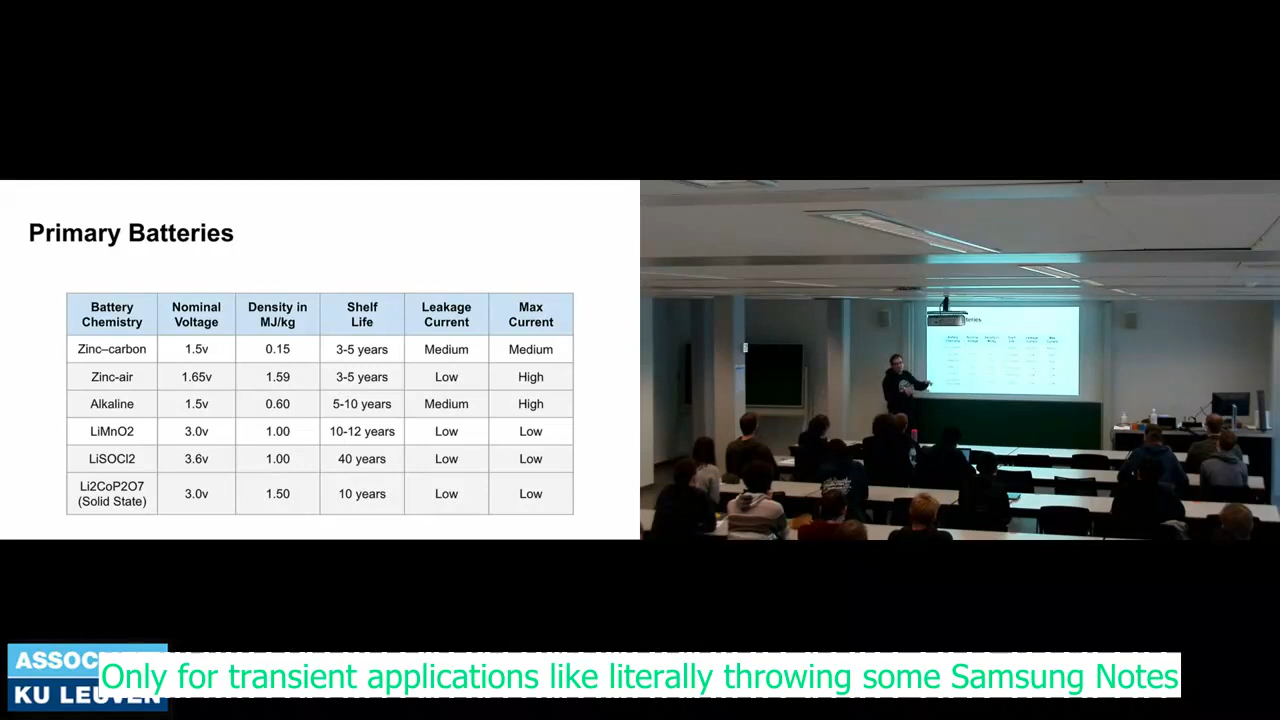 Primary Batteries
Battery Chemistry Nominal Voltage Density in MJ/kg Shelf Life Leakage Current Max Current
Zinc–carbon 1.5v 0.15 3-5 years Medium Medium
Zinc-air 1.65v 1.59 3-5 years Low High
Alkaline 1.5v 0.60 5-10 years Medium High
LiMnO2 3.0v 1.00 10-12 years Low Low
LiSOCl2 3.6v 1.00 40 years Low Low
Li2CoP2O7 (Solid State) 3.0v 1.50 10 years Low Low
ASSOC
KU LEUVEN
Only for transient applications like literally throwing some Samsung Notes